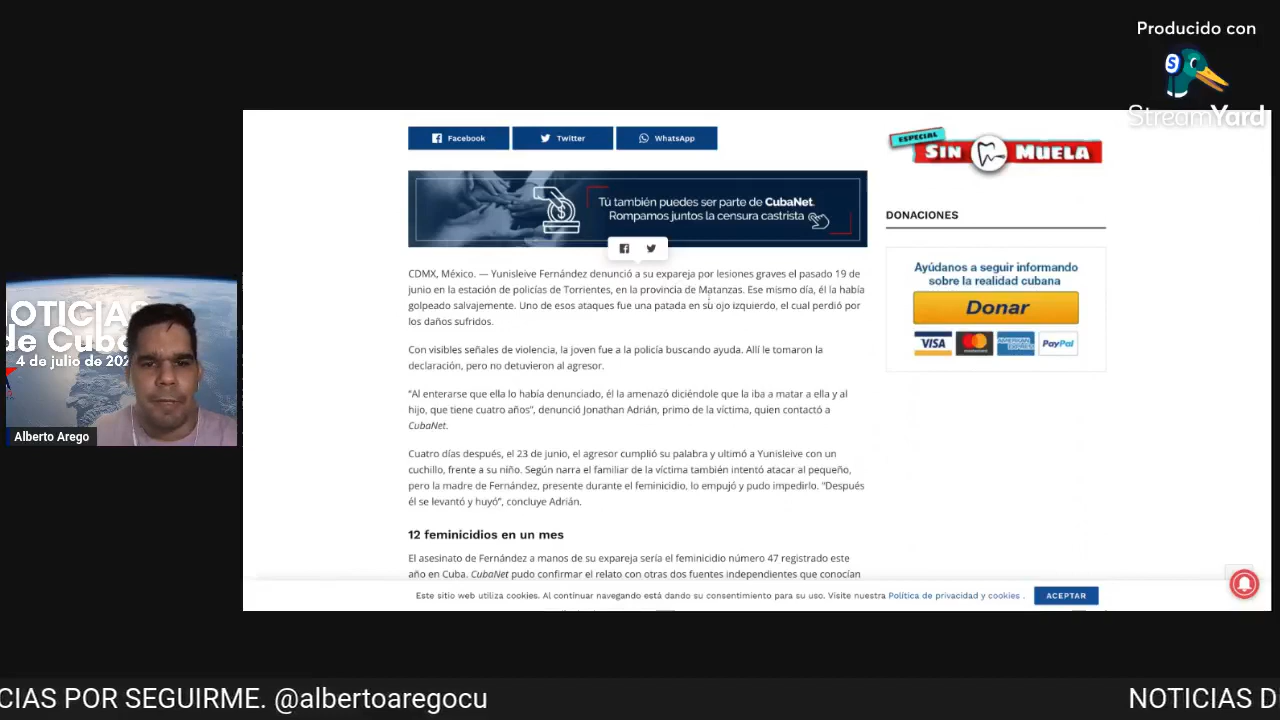 Producido con
StreamYard
Facebook
Twitter
WhatsApp
ESPECIAL
SIN MUELA
Tú también puedes ser parte de CubaNet.
Rompamos juntos la censura castrista
DONACIONES
Ayúdanos a seguir informando
sobre la realidad cubana
Donar
VISA
PayPal
CDMX, México. — Yunisleive Fernández denunció a su expareja por lesiones graves el pasado 19 de
junio en la estación de policías de Torrientes, en la provincia de Matanzas. Ese mismo día, él la había
golpeado salvajemente. Uno de esos ataques fue una patada en su ojo izquierdo, el cual perdió por
los daños sufridos.
Con visibles señales de violencia, la joven fue a la policía buscando ayuda. Allí le tomaron la
declaración, pero no detuvieron al agresor.
“Al enterarse que ella lo había denunciado, él la amenazó diciéndole que la iba a matar a ella y al
hijo, que tiene cuatro años”, denunció Jonathan Adrián, primo de la víctima, quien contactó a
CubaNet.
Cuatro días después, el 23 de junio, el agresor cumplió su palabra y ultimó a Yunisleive con un
cuchillo, frente a su niño. Según narra el familiar de la víctima también intentó atacar al pequeño,
pero la madre de Fernández, presente durante el feminicidio, lo empujó y pudo impedirlo. “Después
él se levantó y huyó”, concluye Adrián.
12 feminicidios en un mes
El asesinato de Fernández a manos de su expareja sería el feminicidio número 47 registrado este
año en Cuba. CubaNet pudo confirmar el relato con otras dos fuentes independientes que conocían
Este sitio web utiliza cookies. Al continuar navegando está dando su consentimiento para su uso. Visite nuestra Política de privacidad y cookies .
ACEPTAR
OTICIAS
de Cuba
4 de julio de 202
Alberto Arego
CIAS POR SEGUIRME. @albertoaregocu
NOTICIAS D